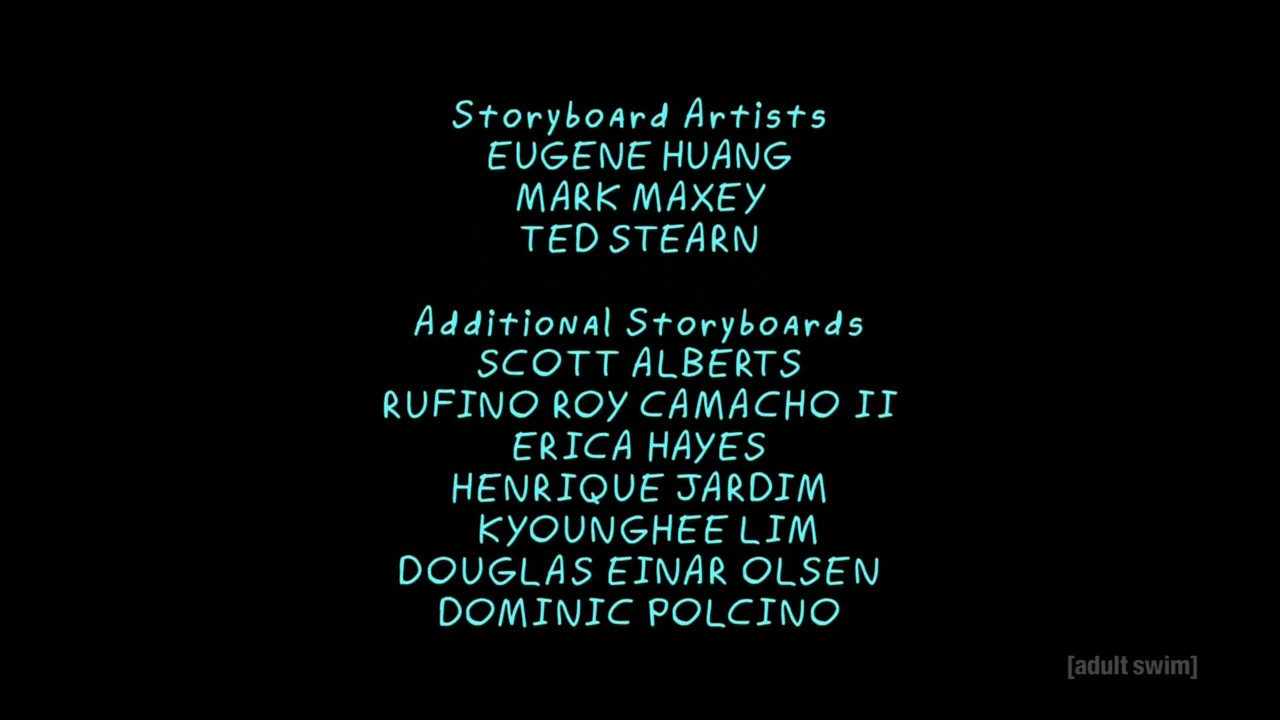 Storyboard Artists
EUGENE HUANG
MARK MAXEY
TED STEARN
Additional Storyboards
SCOTT ALBERTS
RUFINO ROY CAMACHO II
ERICA HAYES
HENRIQUE JARDIM
KYOUNGHEE LIM
DOUGLAS EINAR OLSEN
DOMINIC POLCINO
[adult swim]